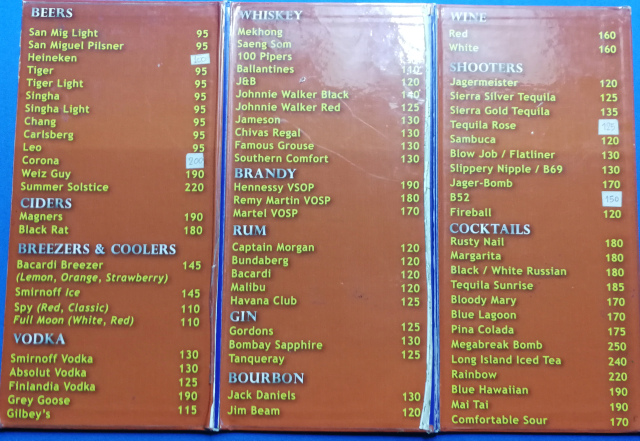 BEERS
San Mig Light 95
San Miguel Pilsner 95
Heineken
Tiger 95
Tiger Light 95
Singha 95
Singha Light 95
Chang 95
Carlsberg 95
Leo 95
Corona 200
Weiz Guy 190
Summer Solstice 220
CIDERS
Magners 190
Black Rat 180
BREEZERS & COOLERS
Bacardi Breezer 145
(Lemon, Orange, Strawberry)
Smirnoff Ice 145
Spy (Red, Classic) 110
Full Moon (White, Red) 110
VODKA
Smirnoff Vodka 130
Absolut Vodka 130
Finlandia Vodka 125
Grey Goose 190
Gilbey's 115
WHISKEY
Mekhong
Saeng Som
100 Pipers
Ballantines 110
J&B 120
Johnnie Walker Black 140
Johnnie Walker Red 125
Jameson 130
Chivas Regal 130
Famous Grouse 130
Southern Comfort 130
BRANDY
Hennessy VSOP 190
Remy Martin VSOP 180
Martel VOSP 170
RUM
Captain Morgan 120
Bundaberg 120
Bacardi 120
Malibu 120
Havana Club 125
GIN
Gordons 125
Bombay Sapphire 130
Tanqueray 125
BOURBON
Jack Daniels 130
Jim Beam 120
WINE
Red 160
White 160
SHOOTERS
Jagermeister 120
Sierra Silver Tequila 125
Sierra Gold Tequila 135
Tequila Rose 125
Sambuca 120
Blow Job / Flatliner 130
Slippery Nipple / B69 130
Jager-Bomb 170
B52 150
Fireball 120
COCKTAILS
Rusty Nail 180
Margarita 180
Black / White Russian 180
Tequila Sunrise 185
Bloody Mary 170
Blue Lagoon 170
Pina Colada 175
Megabreak Bomb 250
Long Island Iced Tea 240
Rainbow 220
Blue Hawaiian 190
Mai Tai 190
Comfortable Sour 170